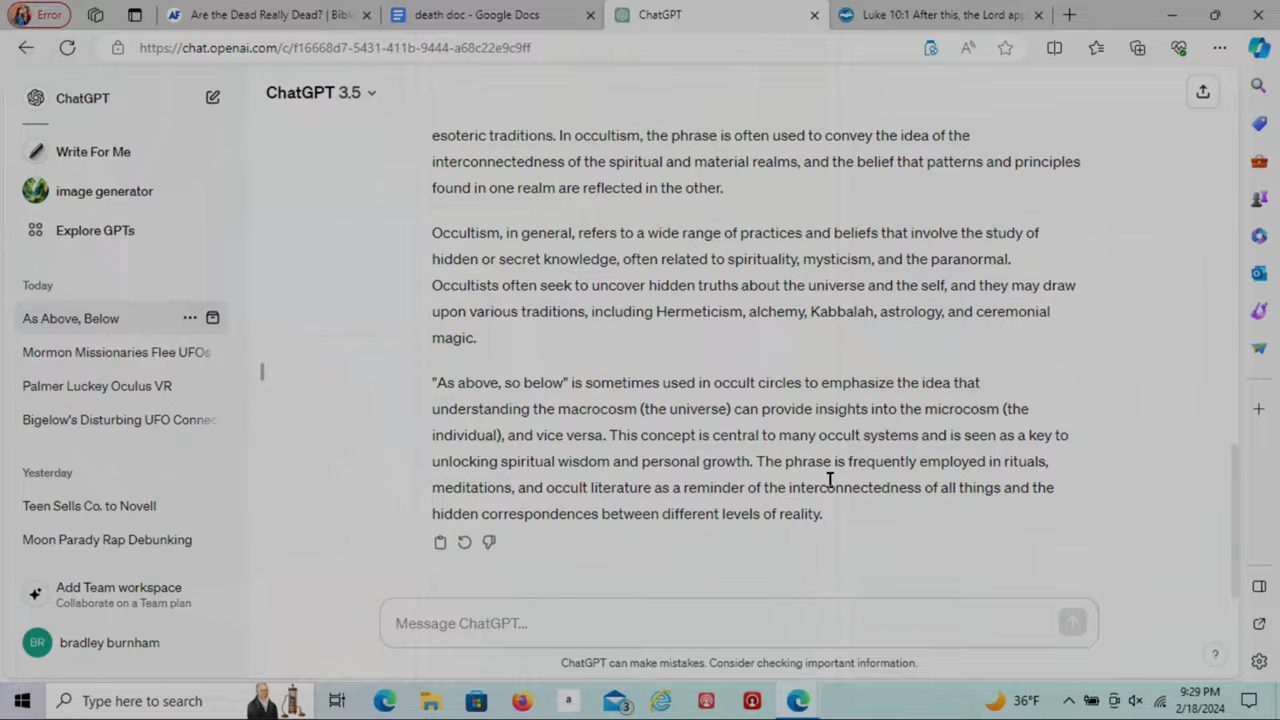 Error
Are the Dead Really Dead? | Bibl
death doc - Google Docs
ChatGPT
Luke 10:1 After this, the Lord app
https://chat.openai.com/c/f16668d7-5431-411b-9444-a68c22e9c9ff
ChatGPT
ChatGPT 3.5
Write For Me
image generator
Explore GPTs
Today
As Above, Below
Mormon Missionaries Flee UFOs
Palmer Luckey Oculus VR
Bigelow's Disturbing UFO Connec
Yesterday
Teen Sells Co. to Novell
Moon Parady Rap Debunking
Add Team workspace
Collaborate on a Team plan
BR bradley burnham
esoteric traditions. In occultism, the phrase is often used to convey the idea of the
interconnectedness of the spiritual and material realms, and the belief that patterns and principles
found in one realm are reflected in the other.
Occultism, in general, refers to a wide range of practices and beliefs that involve the study of
hidden or secret knowledge, often related to spirituality, mysticism, and the paranormal.
Occultists often seek to uncover hidden truths about the universe and the self, and they may draw
upon various traditions, including Hermeticism, alchemy, Kabbalah, astrology, and ceremonial
magic.
"As above, so below" is sometimes used in occult circles to emphasize the idea that
understanding the macrocosm (the universe) can provide insights into the microcosm (the
individual), and vice versa. This concept is central to many occult systems and is seen as a key to
unlocking spiritual wisdom and personal growth. The phrase is frequently employed in rituals,
meditations, and occult literature as a reminder of the interconnectedness of all things and the
hidden correspondences between different levels of reality.
Message ChatGPT...
ChatGPT can make mistakes. Consider checking important information.
?
Type here to search
a
3
36°F
9:29 PM
2/18/2024